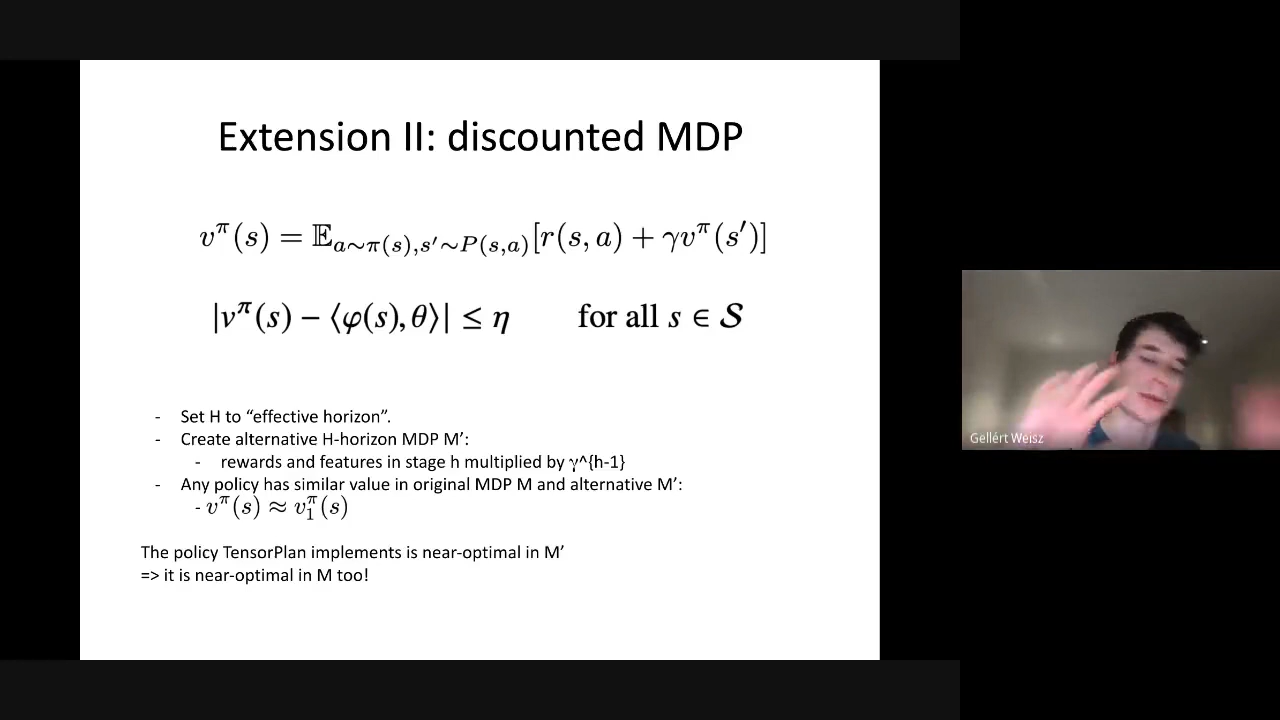 Extension II: discounted MDP
v^π(s) = 𝔼_{a∼π(s),s′∼P(s,a)}[r(s, a) + γv^π(s′)]
|v^π(s) − ⟨φ(s), θ⟩| ≤ η for all s ∈ 𝒮
- Set H to “effective horizon”.
- Create alternative H-horizon MDP M′:
- rewards and features in stage h multiplied by γ^{h-1}
- Any policy has similar value in original MDP M and alternative M′:
- v^π(s) ≈ v_1^π(s)
The policy TensorPlan implements is near-optimal in M′
=> it is near-optimal in M too!
Gellért Weisz